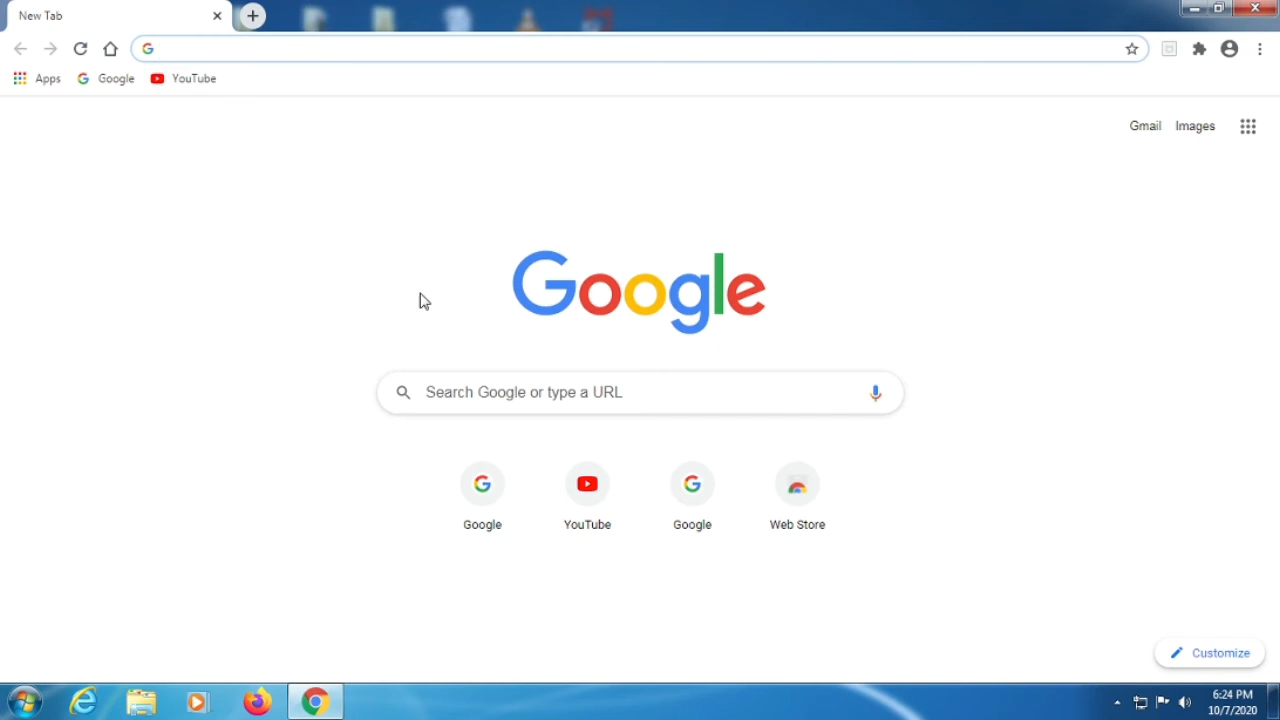 New Tab
Apps Google YouTube
Gmail Images
Google
Search Google or type a URL
Google YouTube Google Web Store
Customize
6:24 PM
10/7/2020